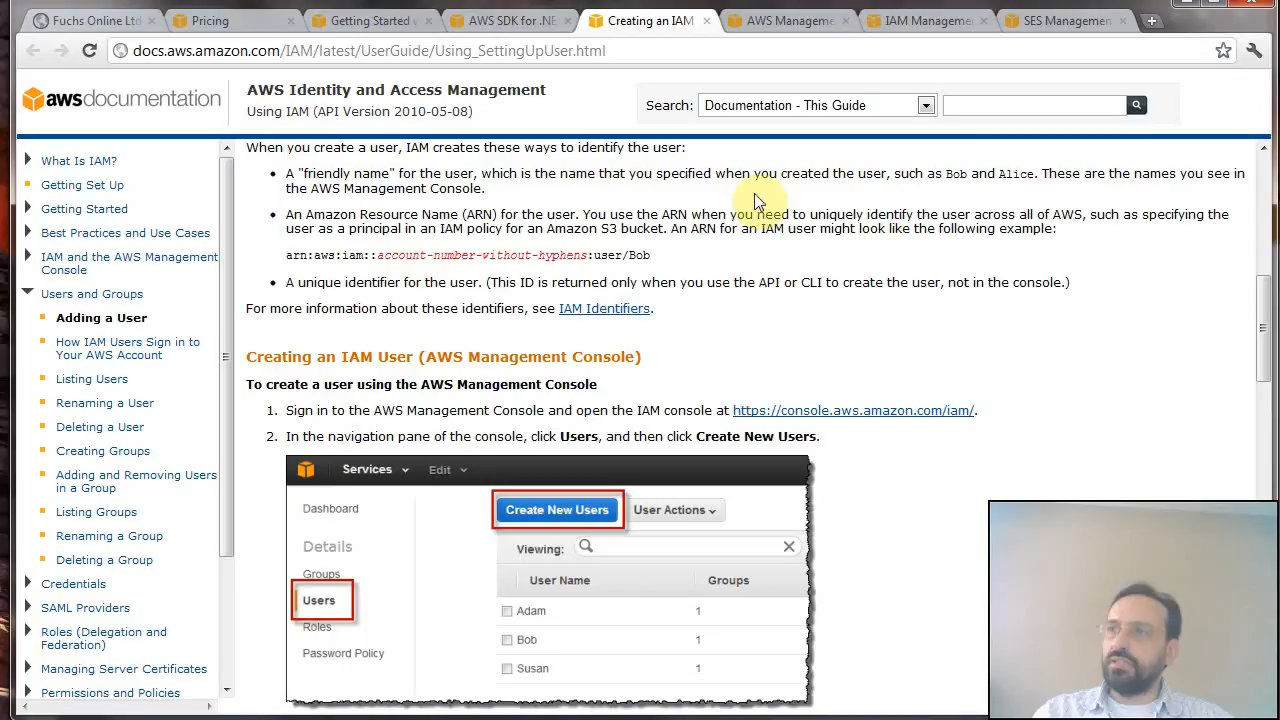 Fuchs Online Ltd
Pricing
Getting Started
AWS SDK for .NE
Creating an IAM
AWS Manageme
IAM Manageme
SES Management
docs.aws.amazon.com/IAM/latest/UserGuide/Using_SettingUpUser.html
awsdocumentation
AWS Identity and Access Management
Using IAM (API Version 2010-05-08)
Search:
Documentation - This Guide
What Is IAM?
Getting Set Up
Getting Started
Best Practices and Use Cases
IAM and the AWS Management
Console
Users and Groups
Adding a User
How IAM Users Sign in to
Your AWS Account
Listing Users
Renaming a User
Deleting a User
Creating Groups
Adding and Removing Users
in a Group
Listing Groups
Renaming a Group
Deleting a Group
Credentials
SAML Providers
Roles (Delegation and
Federation)
Managing Server Certificates
Permissions and Policies
When you create a user, IAM creates these ways to identify the user:
• A "friendly name" for the user, which is the name that you specified when you created the user, such as Bob and Alice. These are the names you see in
the AWS Management Console.
• An Amazon Resource Name (ARN) for the user. You use the ARN when you need to uniquely identify the user across all of AWS, such as specifying the
user as a principal in an IAM policy for an Amazon S3 bucket. An ARN for an IAM user might look like the following example:
arn:aws:iam::account-number-without-hyphens:user/Bob
• A unique identifier for the user. (This ID is returned only when you use the API or CLI to create the user, not in the console.)
For more information about these identifiers, see IAM Identifiers.
Creating an IAM User (AWS Management Console)
To create a user using the AWS Management Console
1. Sign in to the AWS Management Console and open the IAM console at https://console.aws.amazon.com/iam/.
2. In the navigation pane of the console, click Users, and then click Create New Users.
Services
Edit
Dashboard
Details
Groups
Users
Roles
Password Policy
Create New Users
User Actions
Viewing:
User Name
Groups
Adam
1
Bob
1
Susan
1